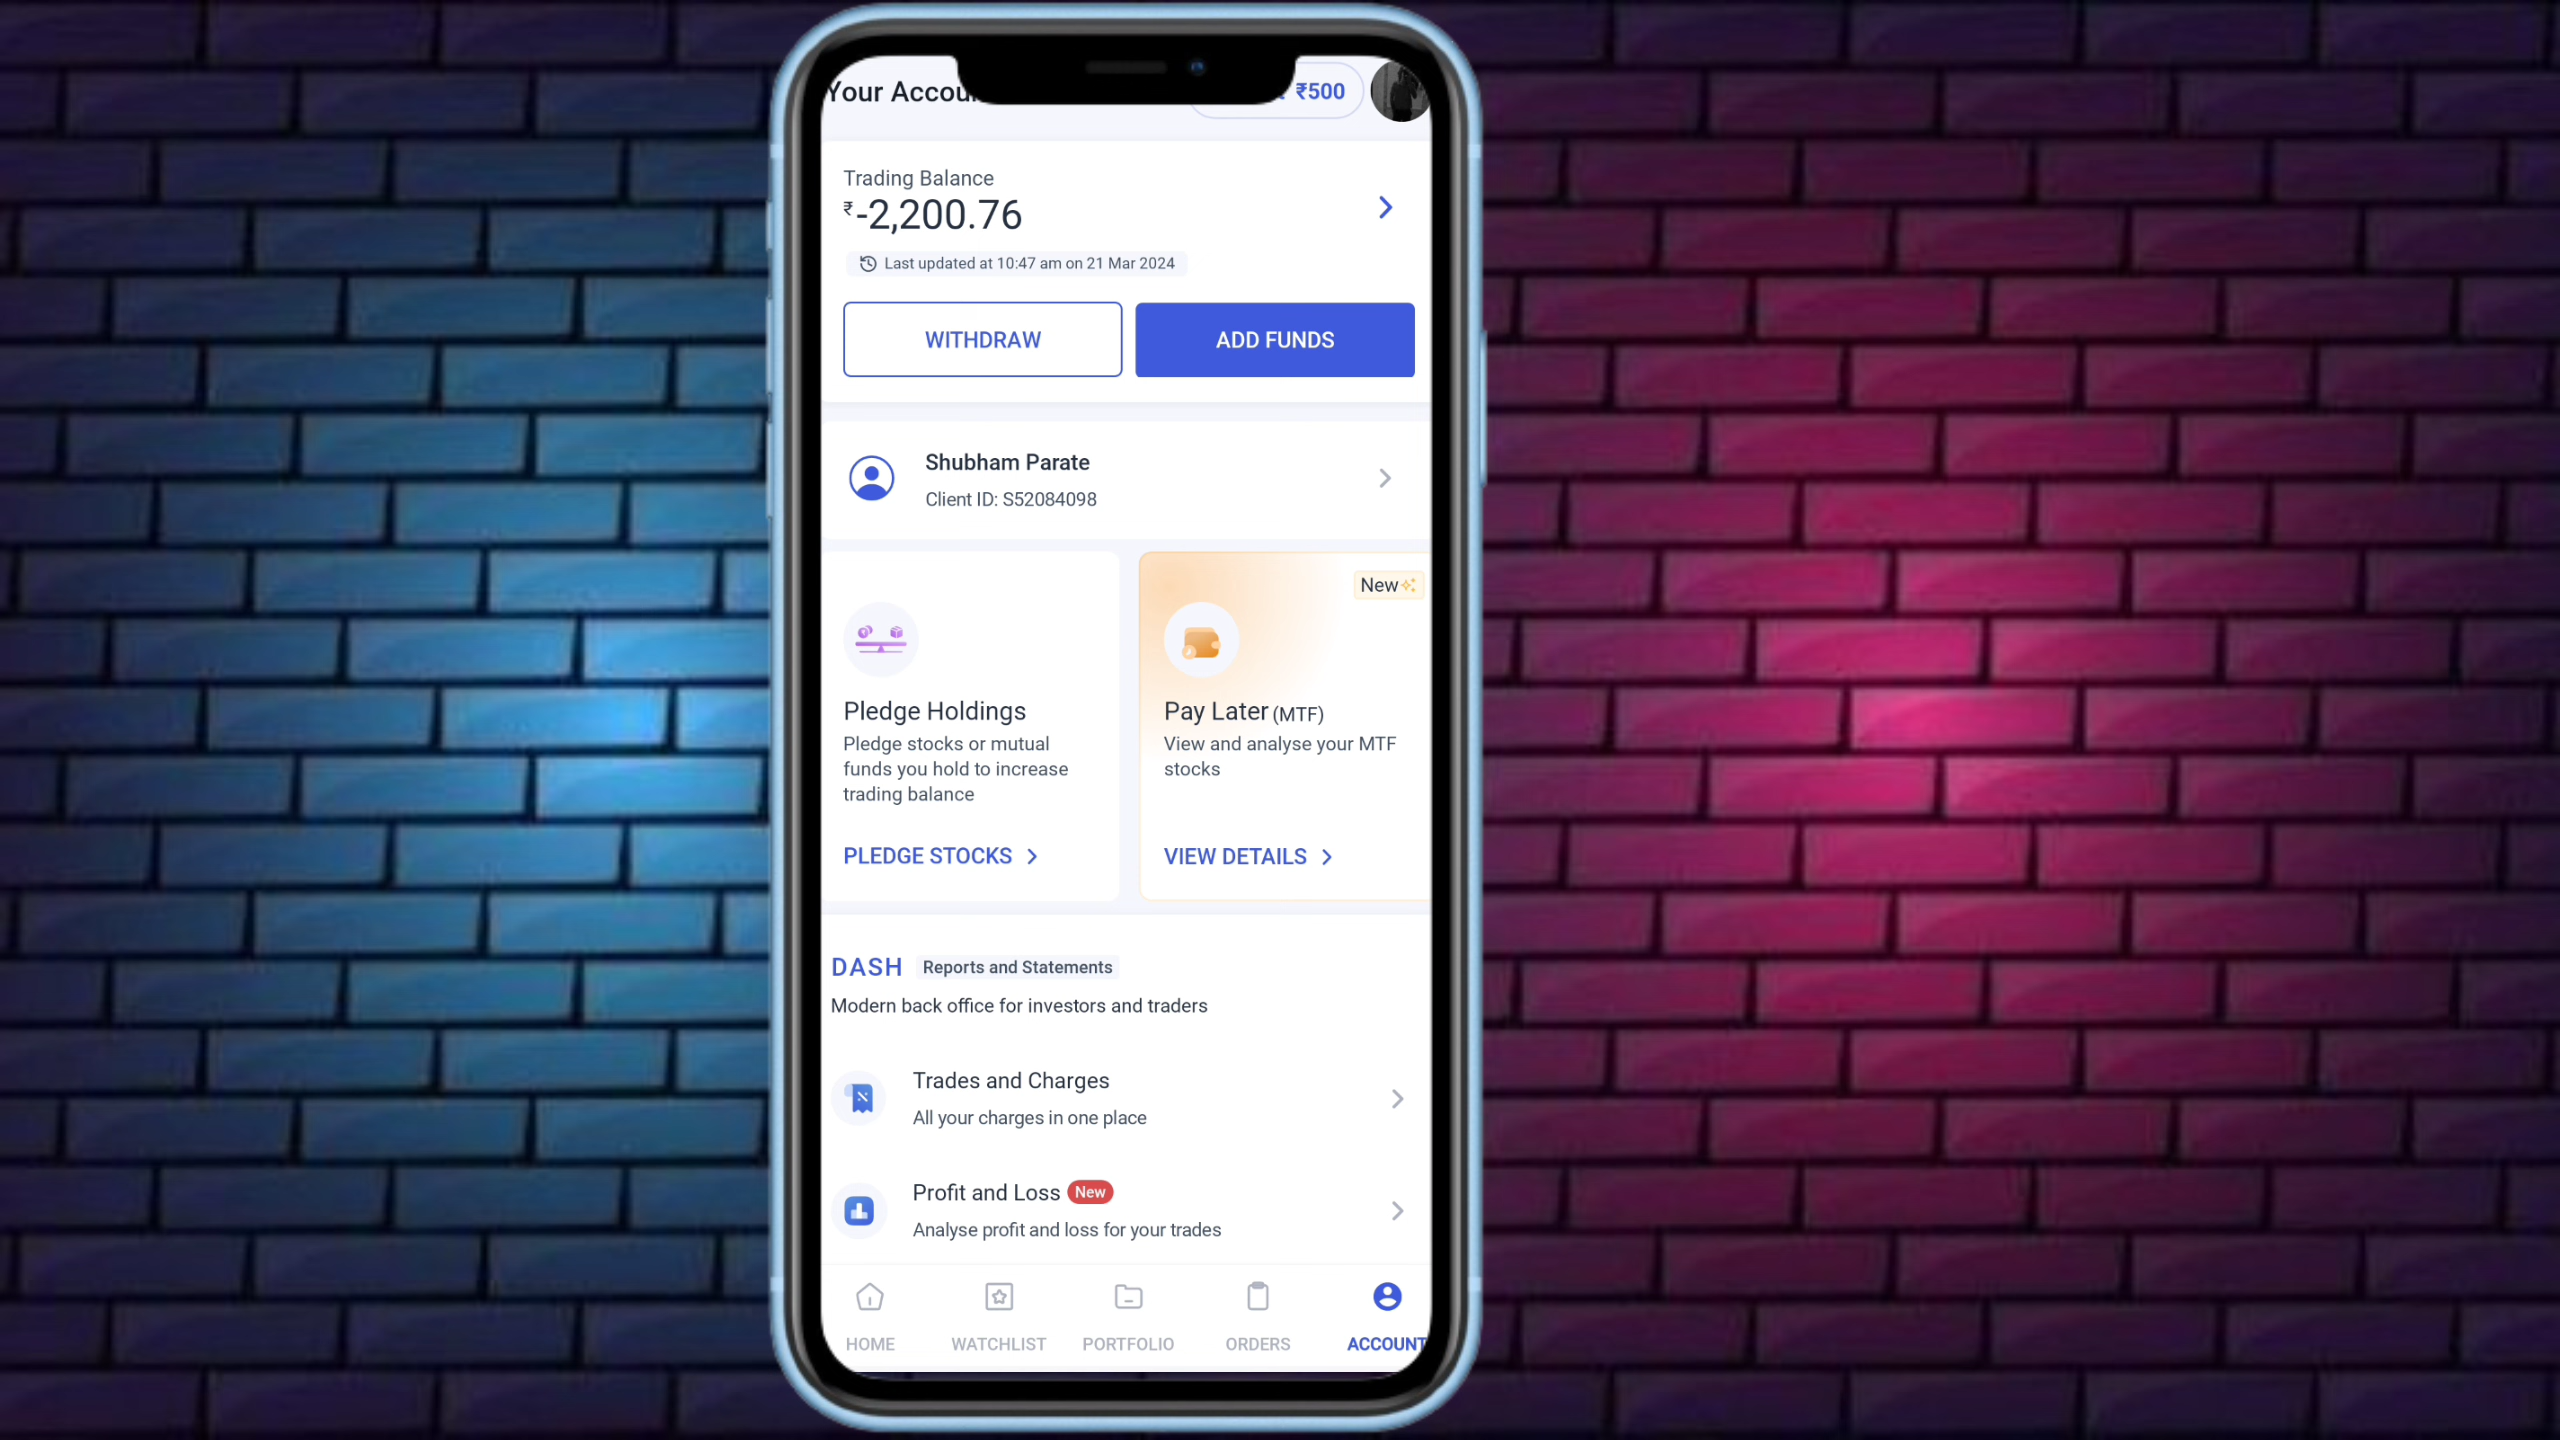 Your Accou
₹500
Trading Balance
₹-2,200.76
Last updated at 10:47 am on 21 Mar 2024
WITHDRAW
ADD FUNDS
Shubham Parate
Client ID: S52084098
New
Pledge Holdings
Pledge stocks or mutual
funds you hold to increase
trading balance
PLEDGE STOCKS
Pay Later (MTF)
View and analyse your MTF
stocks
VIEW DETAILS
DASH Reports and Statements
Modern back office for investors and traders
Trades and Charges
All your charges in one place
Profit and Loss New
Analyse profit and loss for your trades
HOME WATCHLIST PORTFOLIO ORDERS ACCOUNT